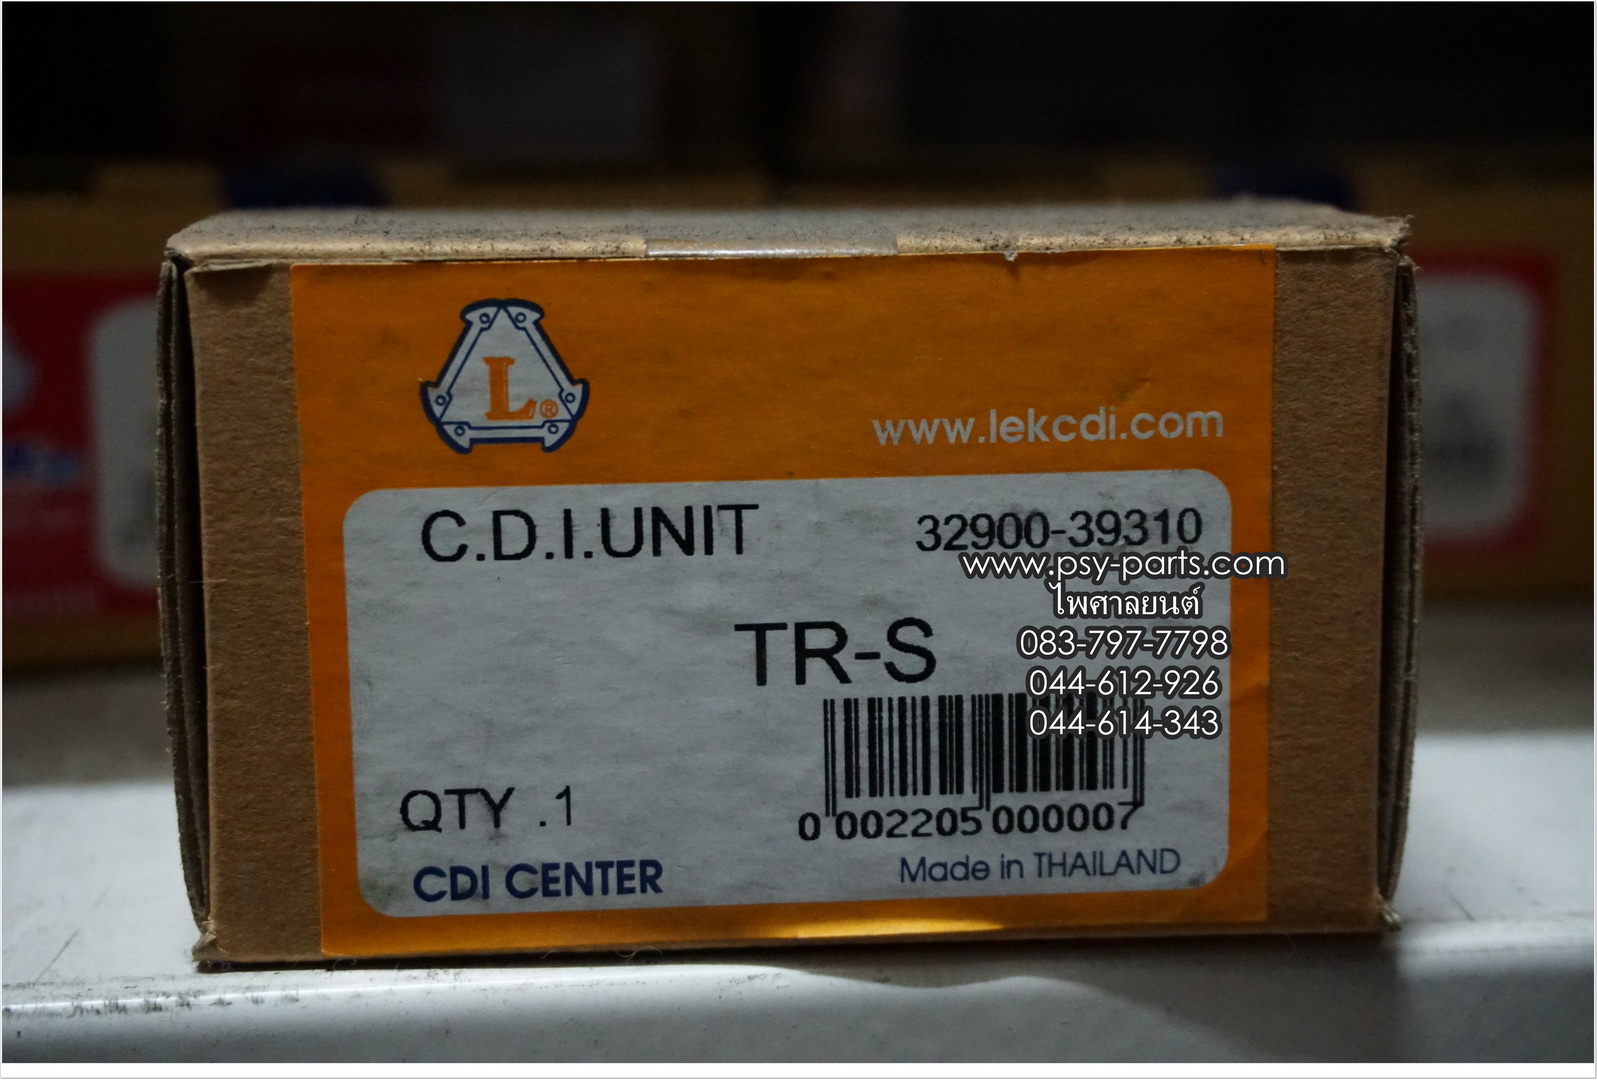 L®
www.lekcdi.com
C.D.I.UNIT 32900-39310
www.psy-parts.com
ไพศาลยนต์
TR-S
083-797-7798
044-612-926
044-614-343
QTY .1
0 002205 000007
CDI CENTER
Made in THAILAND